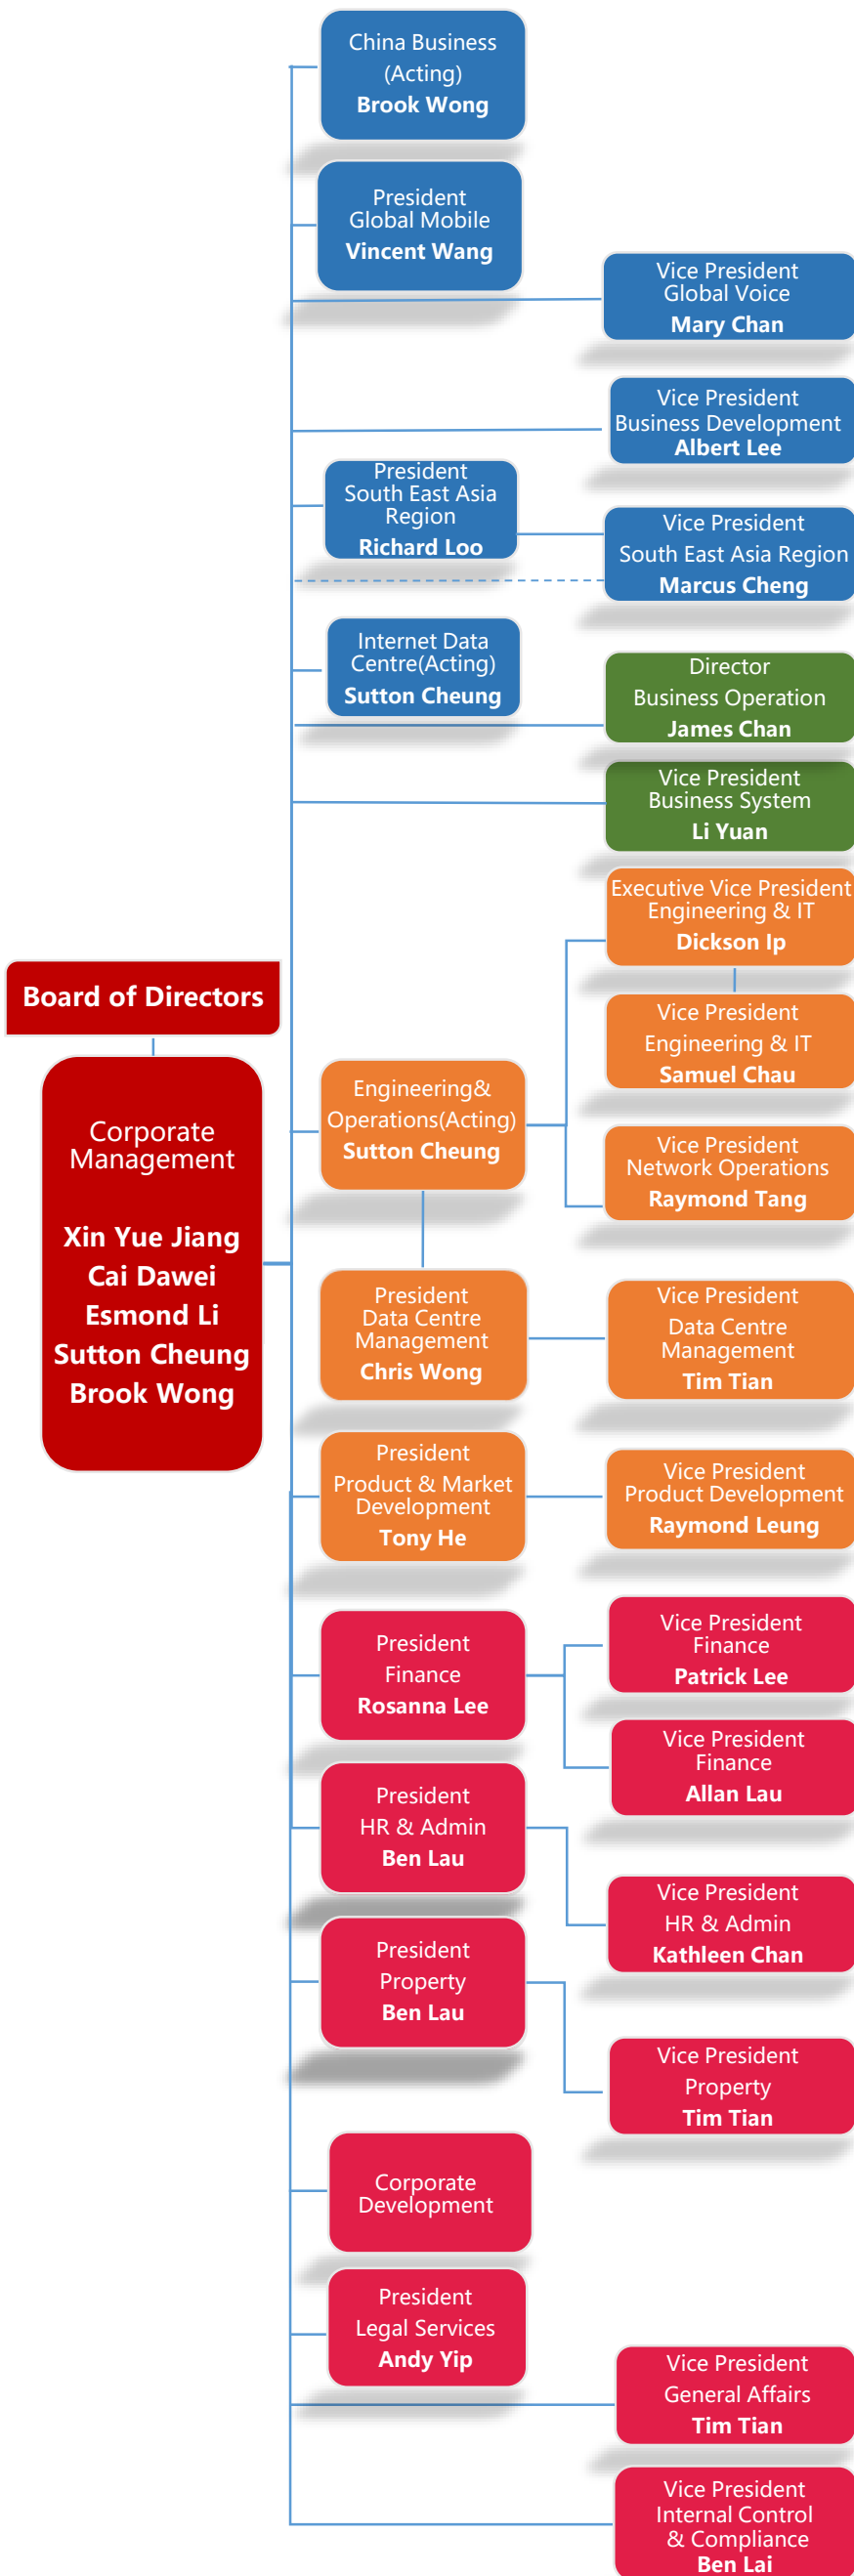 China Business
(Acting)
Brook Wong
President
Global Mobile
Vincent Wang
Vice President
Global Voice
Mary Chan
Vice President
Business Development
Albert Lee
President
South East Asia
Region
Richard Loo
Vice President
South East Asia Region
Marcus Cheng
Internet Data
Centre(Acting)
Sutton Cheung
Director
Business Operation
James Chan
Vice President
Business System
Li Yuan
Executive Vice President
Engineering & IT
Dickson Ip
Board of Directors
Vice President
Engineering & IT
Samuel Chau
Corporate
Management
Xin Yue Jiang
Cai Dawei
Esmond Li
Sutton Cheung
Brook Wong
Engineering&
Operations(Acting)
Sutton Cheung
Vice President
Network Operations
Raymond Tang
President
Data Centre
Management
Chris Wong
Vice President
Data Centre
Management
Tim Tian
President
Product & Market
Development
Tony He
Vice President
Product Development
Raymond Leung
President
Finance
Rosanna Lee
Vice President
Finance
Patrick Lee
Vice President
Finance
Allan Lau
President
HR & Admin
Ben Lau
Vice President
HR & Admin
Kathleen Chan
President
Property
Ben Lau
Vice President
Property
Tim Tian
Corporate
Development
President
Legal Services
Andy Yip
Vice President
General Affairs
Tim Tian
Vice President
Internal Control
& Compliance
Ben Lai